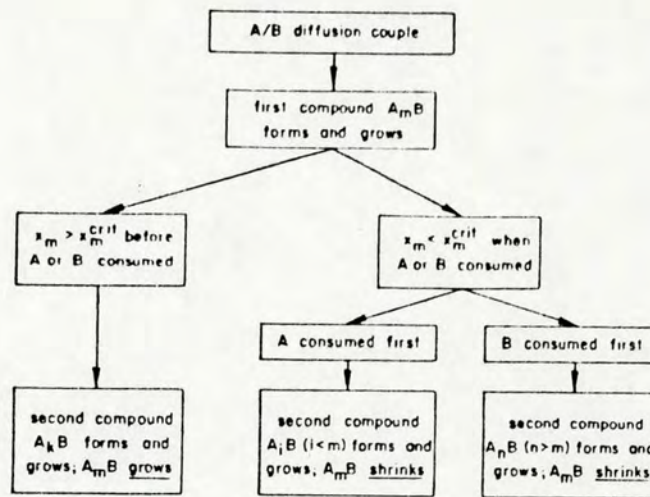 A/B diffusion couple
first compound AₘB
forms and grows
xₘ > xₘᶜʳⁱᵗ before
A or B consumed
xₘ < xₘᶜʳⁱᵗ when
A or B consumed
A consumed first
B consumed first
second compound
AₖB forms and
grows; AₘB grows
second compound
AᵢB (i<m) forms and
grows; AₘB shrinks
second compound
AₙB (n>m) forms and
grows; AₘB shrinks